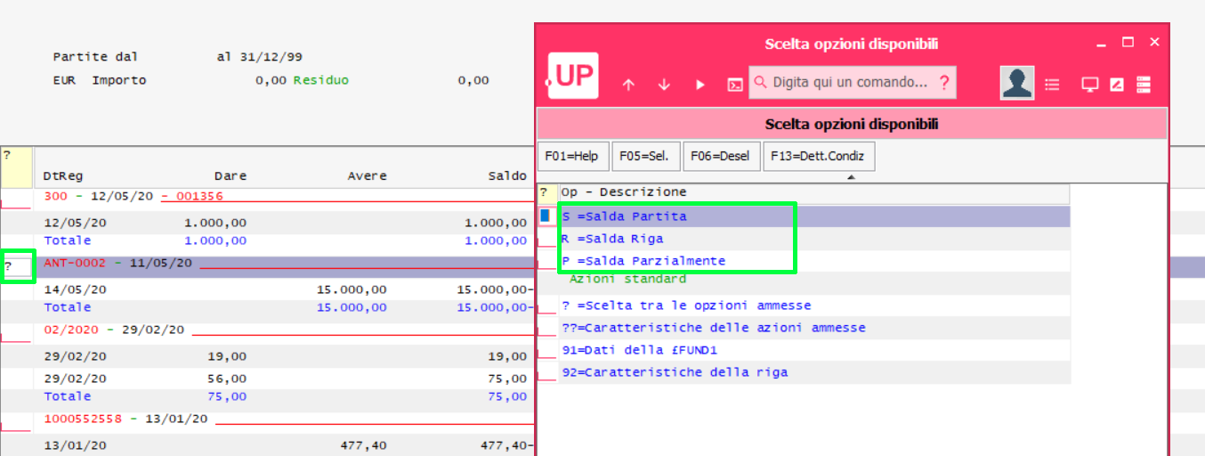 Partite dal al 31/12/99
EUR Importo 0,00 Residuo 0,00
?
DtReg Dare Avere Saldo
300 - 12/05/20 - 001356
12/05/20 1.000,00 1.000,00
Totale 1.000,00 1.000,00
? ANT-0002 - 11/05/20
14/05/20 15.000,00 15.000,00-
Totale 15.000,00 15.000,00-
02/2020 - 29/02/20
29/02/20 19,00 19,00
29/02/20 56,00 75,00
Totale 75,00 75,00
1000552558 - 13/01/20
13/01/20 477,40 477,40-
Scelta opzioni disponibili
.UP
Digita qui un comando... ?
Scelta opzioni disponibili
F01=Help F05=Sel. F06=Desel F13=Dett.Condiz
? Op - Descrizione
S =Salda Partita
R =Salda Riga
P =Salda Parzialmente
Azioni standard
? =Scelta tra le opzioni ammesse
??=Caratteristiche delle azioni ammesse
91=Dati della £FUND1
92=Caratteristiche della riga